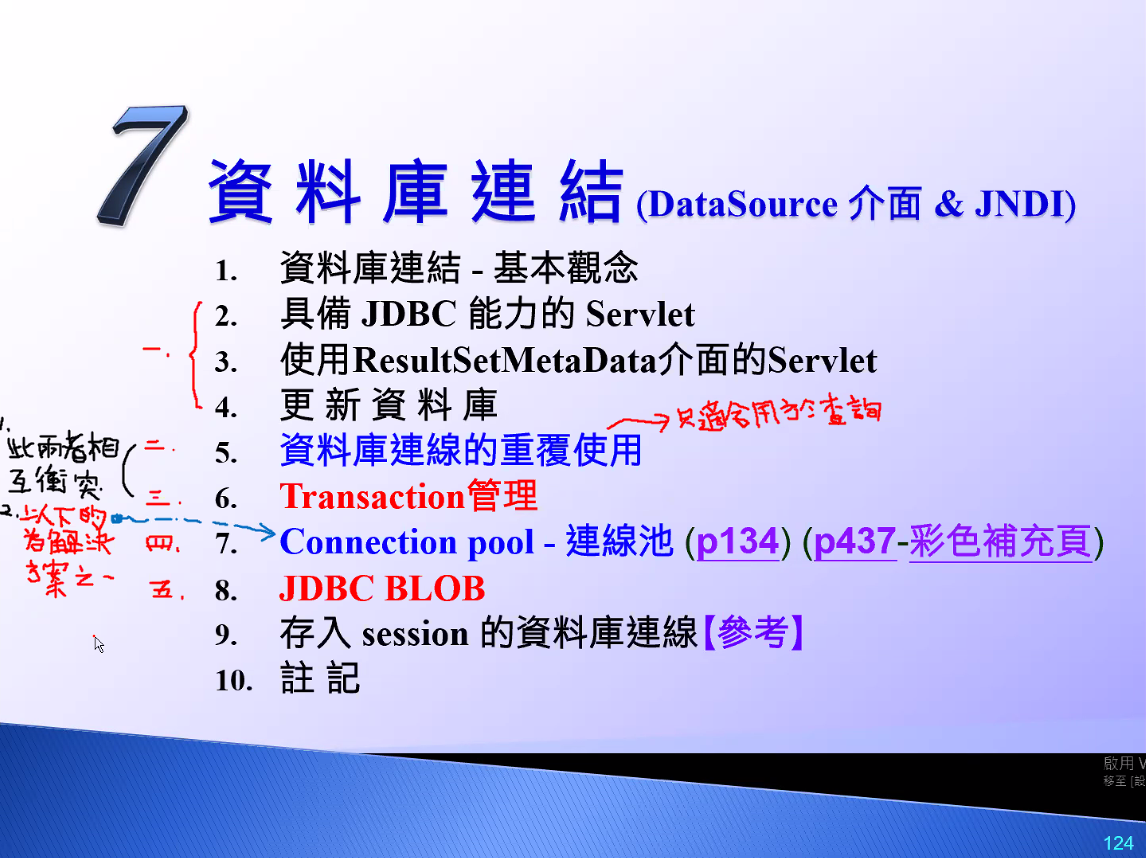 7 資 料 庫 連 結 (DataSource 介面 & JNDI)
1. 資料庫連結 - 基本觀念
2. 具備 JDBC 能力的 Servlet
一. 3. 使用ResultSetMetaData介面的Servlet
4. 更 新 資 料 庫
只適合用於查詢
1.
此兩者相
互衝突.
二. 5. 資料庫連線的重覆使用
三. 6. Transaction管理
2.以下的
為解決
方案之一
四. 7. Connection pool - 連線池 (p134) (p437-彩色補充頁)
五. 8. JDBC BLOB
9. 存入 session 的資料庫連線【參考】
10. 註 記
啟用
移至 [設
124